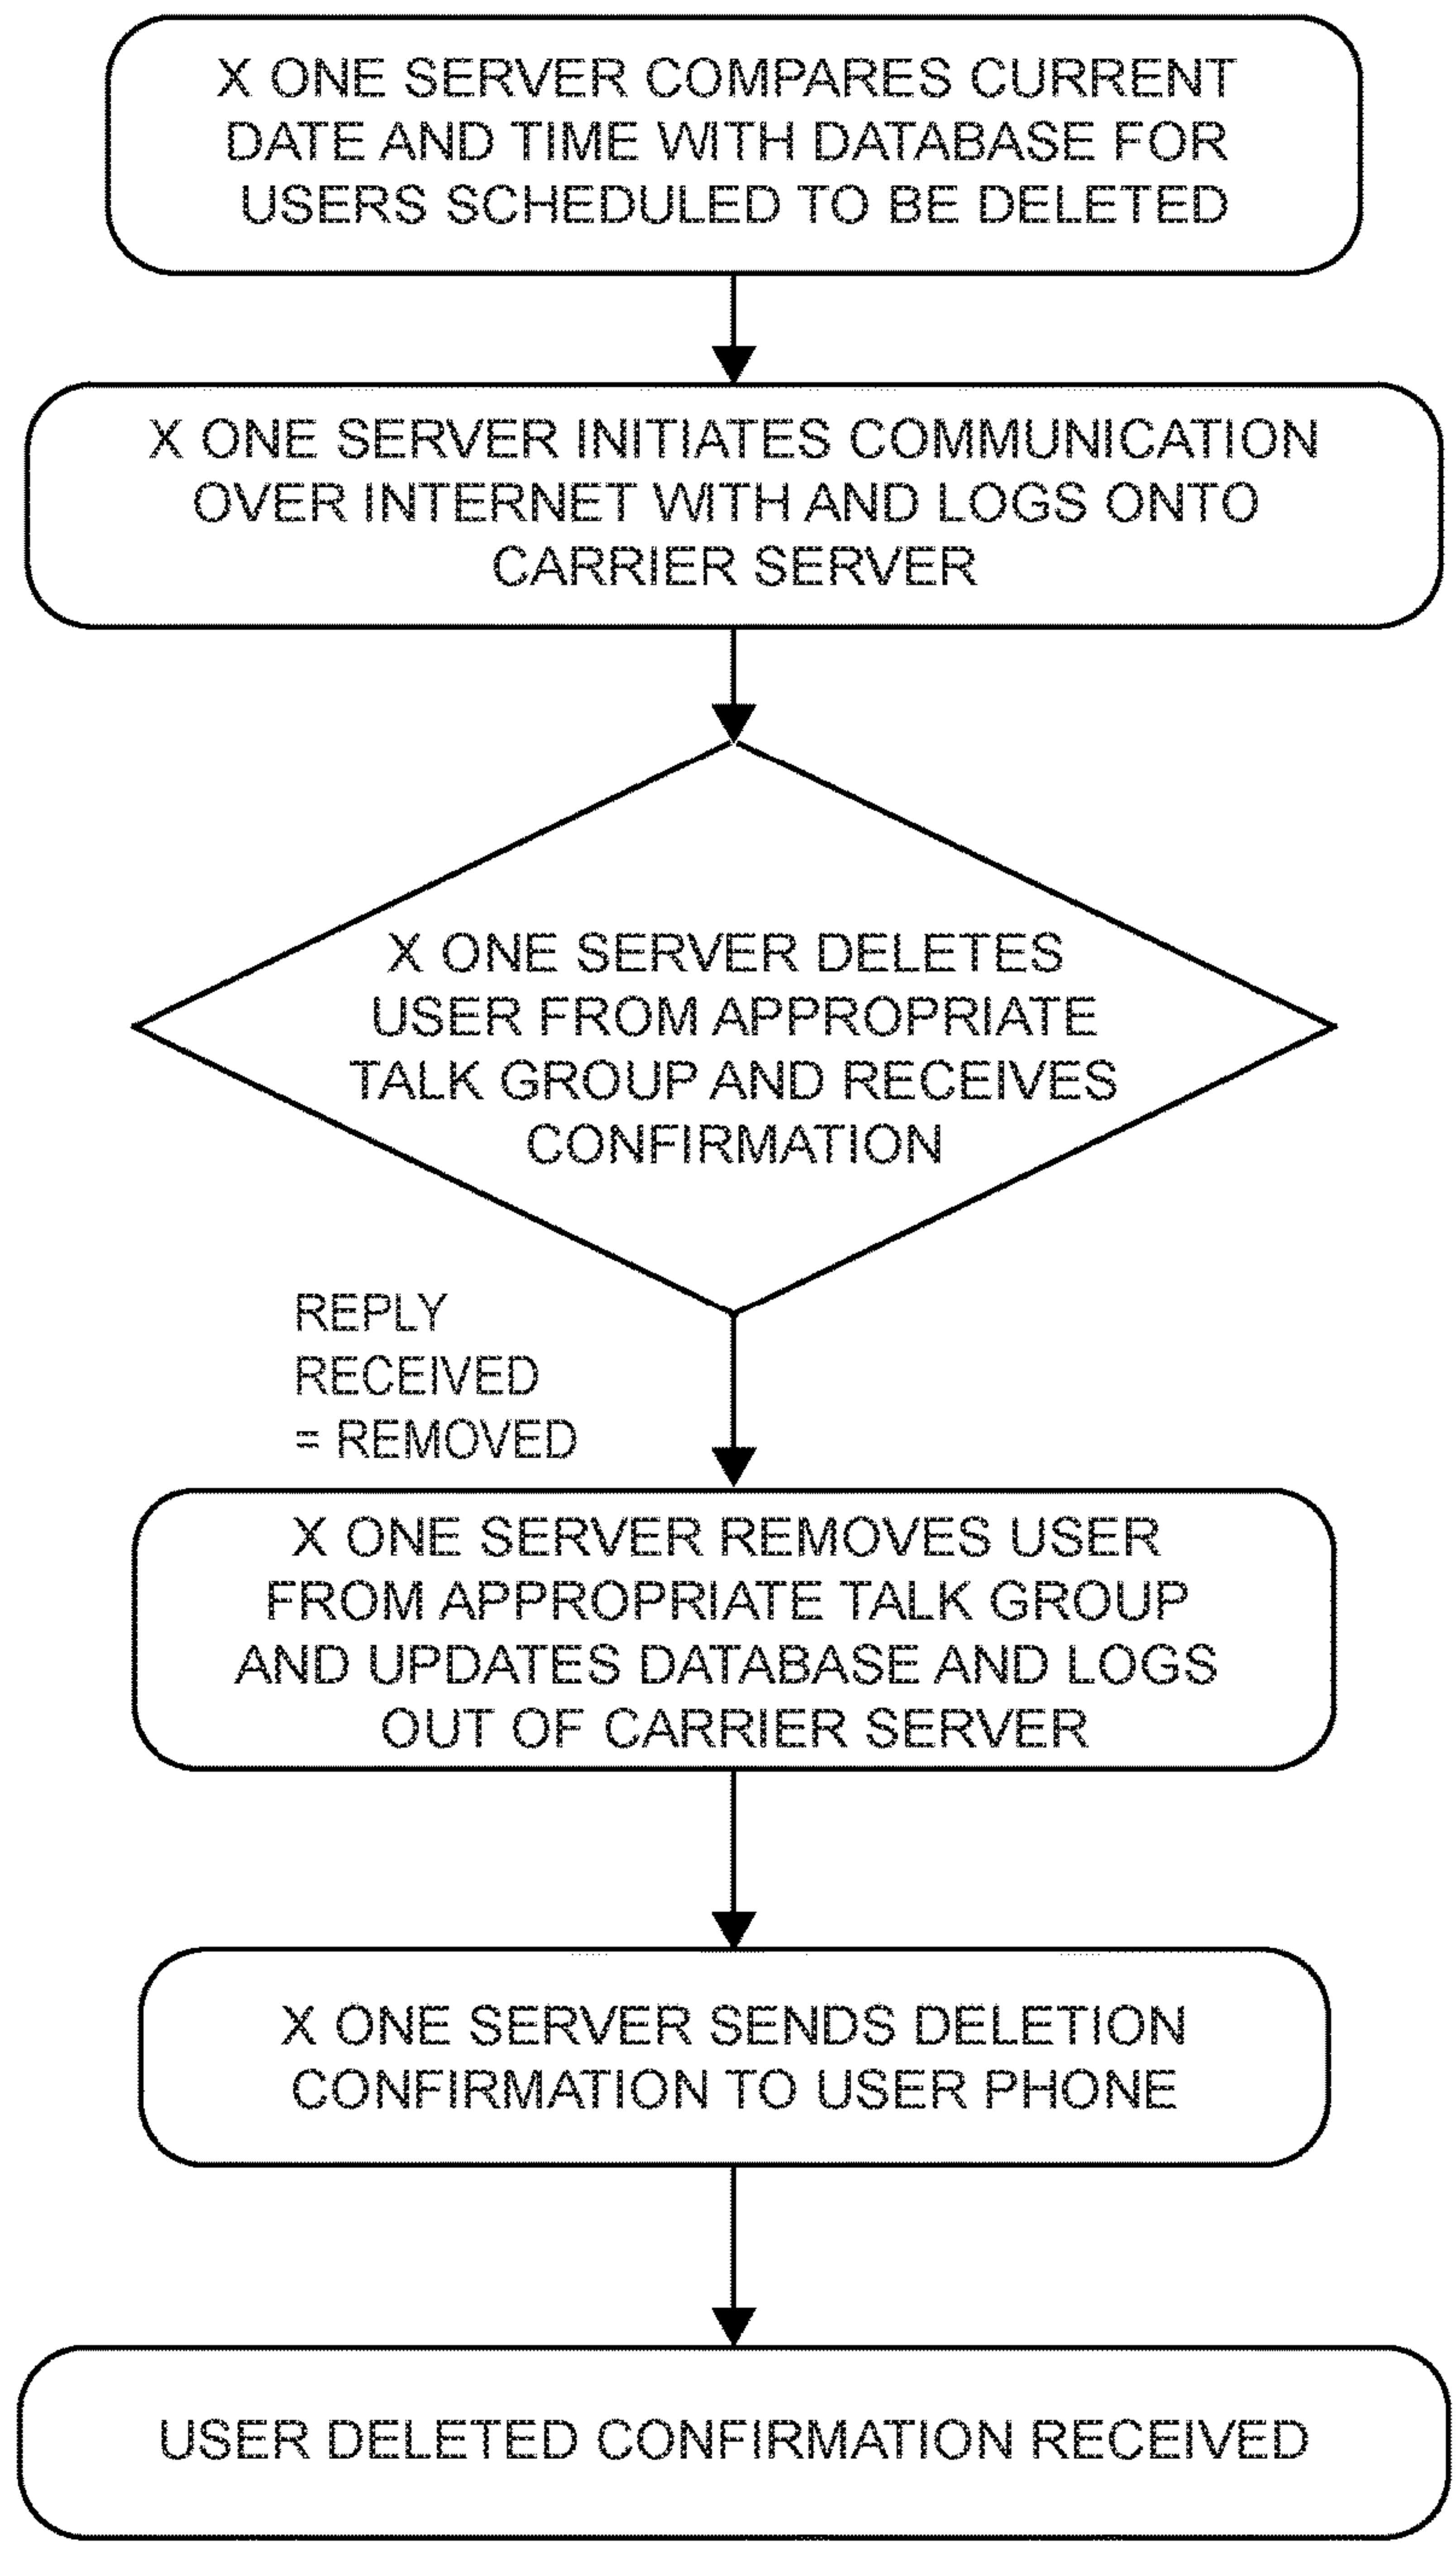 X ONE SERVER COMPARES CURRENT
DATE AND TIME WITH DATABASE FOR
USERS SCHEDULED TO BE DELETED
X ONE SERVER INITIATES COMMUNICATION
OVER INTERNET WITH AND LOGS ONTO
CARRIER SERVER
X ONE SERVER DELETES
USER FROM APPROPRIATE
TALK GROUP AND RECEIVES
CONFIRMATION
REPLY
RECEIVED
= REMOVED
X ONE SERVER REMOVES USER
FROM APPROPRIATE TALK GROUP
AND UPDATES DATABASE AND LOGS
OUT OF CARRIER SERVER
X ONE SERVER SENDS DELETION
CONFIRMATION TO USER PHONE
USER DELETED CONFIRMATION RECEIVED